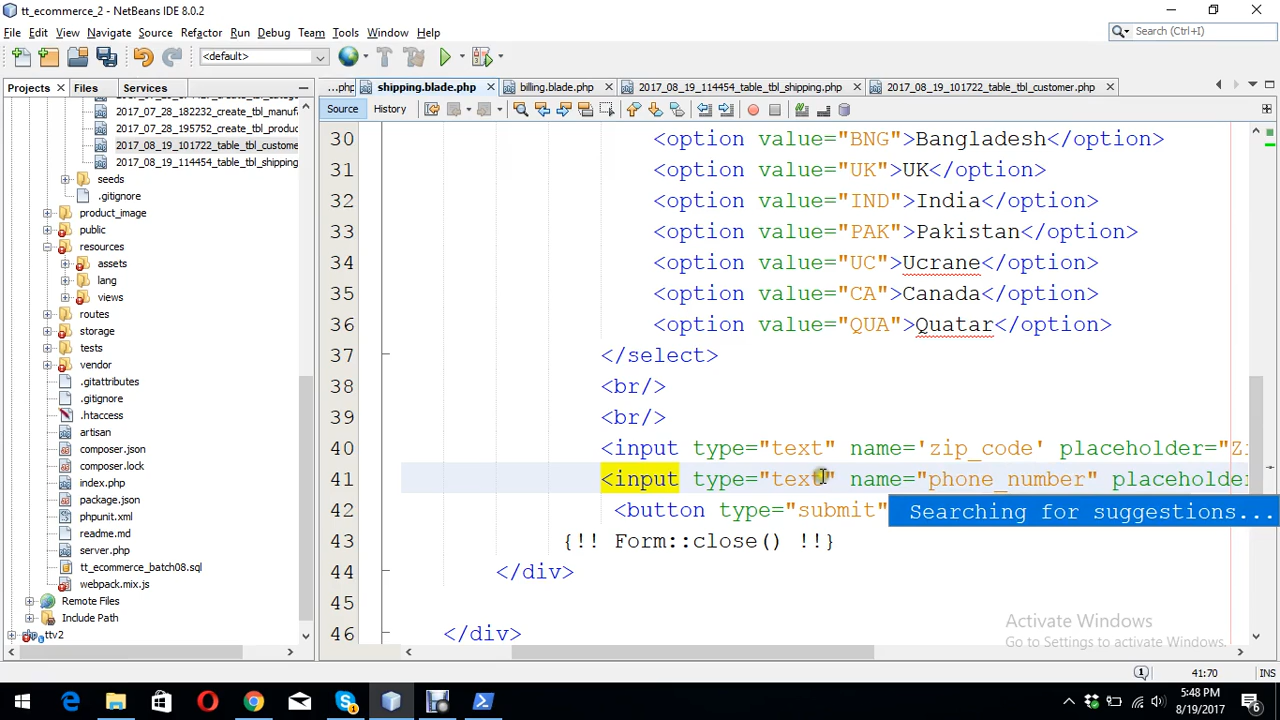 tt_ecommerce_2 - NetBeans IDE 8.0.2
File Edit View Navigate Source Refactor Run Debug Team Tools Window Help
Search (Ctrl+I)
<default>
Projects Files Services
...php shipping.blade.php billing.blade.php 2017_08_19_114454_table_tbl_shipping.php 2017_08_19_101722_table_tbl_customer.php
Source History
2017_07_28_182232_create_tbl_manuf
2017_07_28_195752_create_tbl_produc
2017_08_19_101722_table_tbl_custome
2017_08_19_114454_table_tbl_shipping
seeds
.gitignore
product_image
public
resources
assets
lang
views
routes
storage
tests
vendor
.gitattributes
.gitignore
.htaccess
artisan
composer.json
composer.lock
index.php
package.json
phpunit.xml
readme.md
server.php
tt_ecommerce_batch08.sql
webpack.mix.js
Remote Files
Include Path
ttv2
30 <option value="BNG">Bangladesh</option>
31 <option value="UK">UK</option>
32 <option value="IND">India</option>
33 <option value="PAK">Pakistan</option>
34 <option value="UC">Ucrane</option>
35 <option value="CA">Canada</option>
36 <option value="QUA">Quatar</option>
37 </select>
38 <br/>
39 <br/>
40 <input type="text" name='zip_code' placeholder="Z
41 <input type="text" name="phone_number" placeholder
42 <button type="submit"
Searching for suggestions...
43 {!! Form::close() !!}
44 </div>
45
46 </div>
Activate Windows
Go to Settings to activate Windows.
1 41:70 INS
5:48 PM
8/19/2017
6